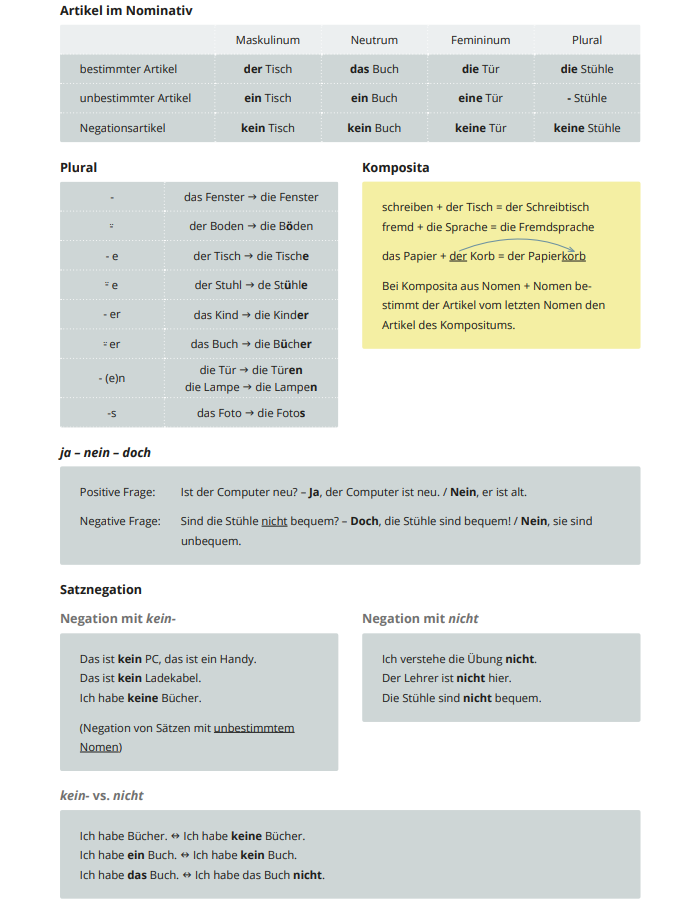 Artikel im Nominativ
Maskulinum Neutrum Femininum Plural
bestimmter Artikel der Tisch das Buch die Tür die Stühle
unbestimmter Artikel ein Tisch ein Buch eine Tür - Stühle
Negationsartikel kein Tisch kein Buch keine Tür keine Stühle
Plural
- das Fenster → die Fenster
-̈ der Boden → die Böden
- e der Tisch → die Tische
-̈ e der Stuhl → de Stühle
- er das Kind → die Kinder
-̈ er das Buch → die Bücher
- (e)n die Tür → die Türen
die Lampe → die Lampen
-s das Foto → die Fotos
Komposita
schreiben + der Tisch = der Schreibtisch
fremd + die Sprache = die Fremdsprache
das Papier + der Korb = der Papierkorb
Bei Komposita aus Nomen + Nomen be-
stimmt der Artikel vom letzten Nomen den
Artikel des Kompositums.
ja – nein – doch
Positive Frage: Ist der Computer neu? – Ja, der Computer ist neu. / Nein, er ist alt.
Negative Frage: Sind die Stühle nicht bequem? – Doch, die Stühle sind bequem! / Nein, sie sind
unbequem.
Satznegation
Negation mit kein-
Das ist kein PC, das ist ein Handy.
Das ist kein Ladekabel.
Ich habe keine Bücher.
(Negation von Sätzen mit unbestimmtem
Nomen)
Negation mit nicht
Ich verstehe die Übung nicht.
Der Lehrer ist nicht hier.
Die Stühle sind nicht bequem.
kein- vs. nicht
Ich habe Bücher. ↔ Ich habe keine Bücher.
Ich habe ein Buch. ↔ Ich habe kein Buch.
Ich habe das Buch. ↔ Ich habe das Buch nicht.